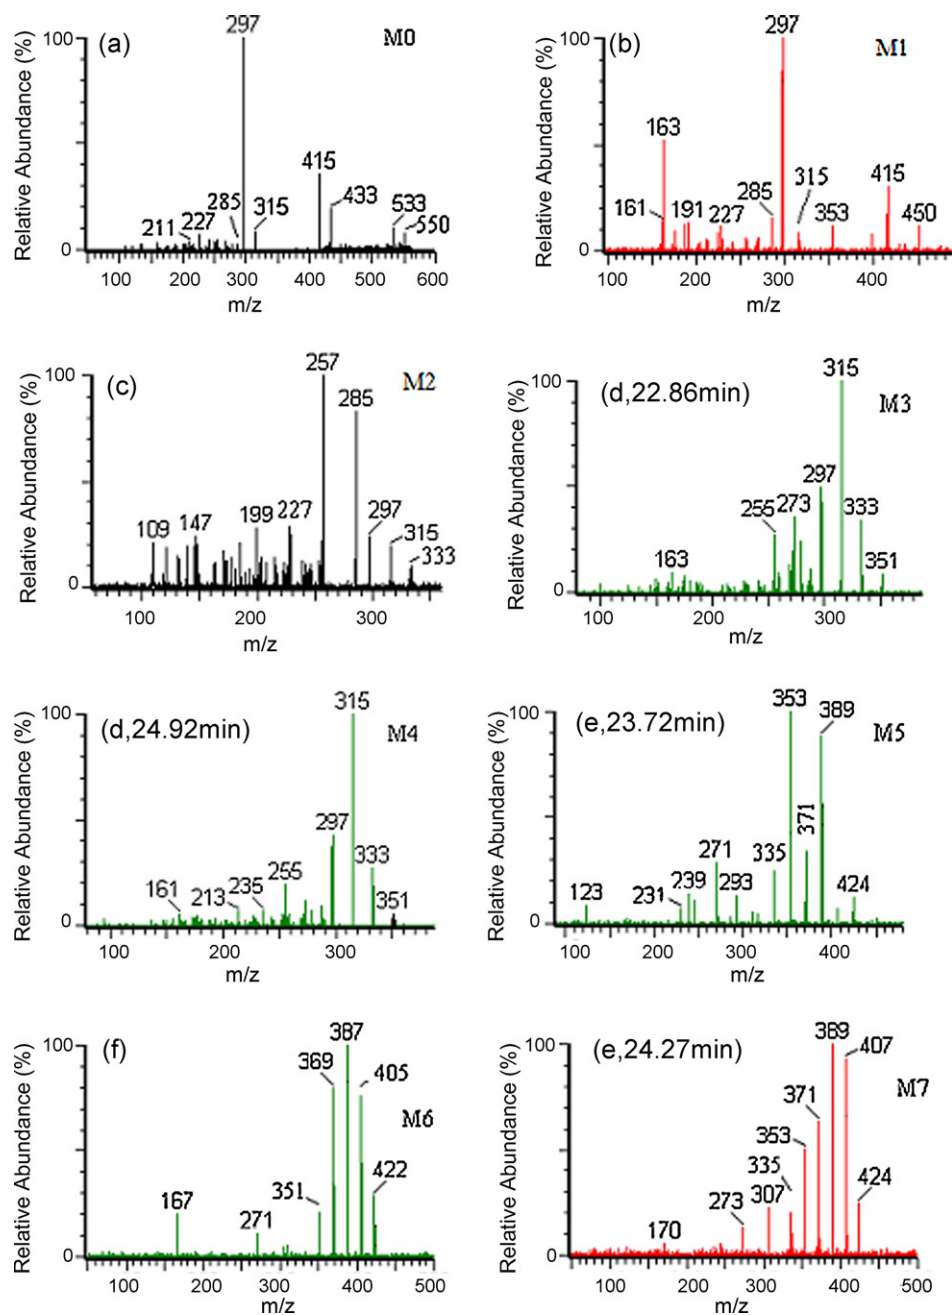 (a)
M0
Relative Abundance (%)
100
0
297
415
433
533
550
285
315
211
227
100 200 300 400 500 600
m/z
(b)
M1
Relative Abundance (%)
100
0
297
163
415
315
285
161
191
227
353
450
100 200 300 400
m/z
(c)
M2
Relative Abundance (%)
100
0
257
285
109
147
199
227
297
315
333
100 200 300
m/z
(d,22.86min)
M3
Relative Abundance (%)
100
0
315
297
273
255
333
351
163
100 200 300
m/z
(d,24.92min)
M4
Relative Abundance (%)
100
0
315
297
333
351
255
235
213
161
100 200 300
m/z
(e,23.72min)
M5
Relative Abundance (%)
100
0
353
389
371
335
271
293
239
231
123
424
100 200 300 400
m/z
(f)
M6
Relative Abundance (%)
100
0
387
369
405
422
351
271
167
100 200 300 400 500
m/z
(e,24.27min)
M7
Relative Abundance (%)
100
0
389
407
371
353
335
307
273
170
424
100 200 300 400 500
m/z